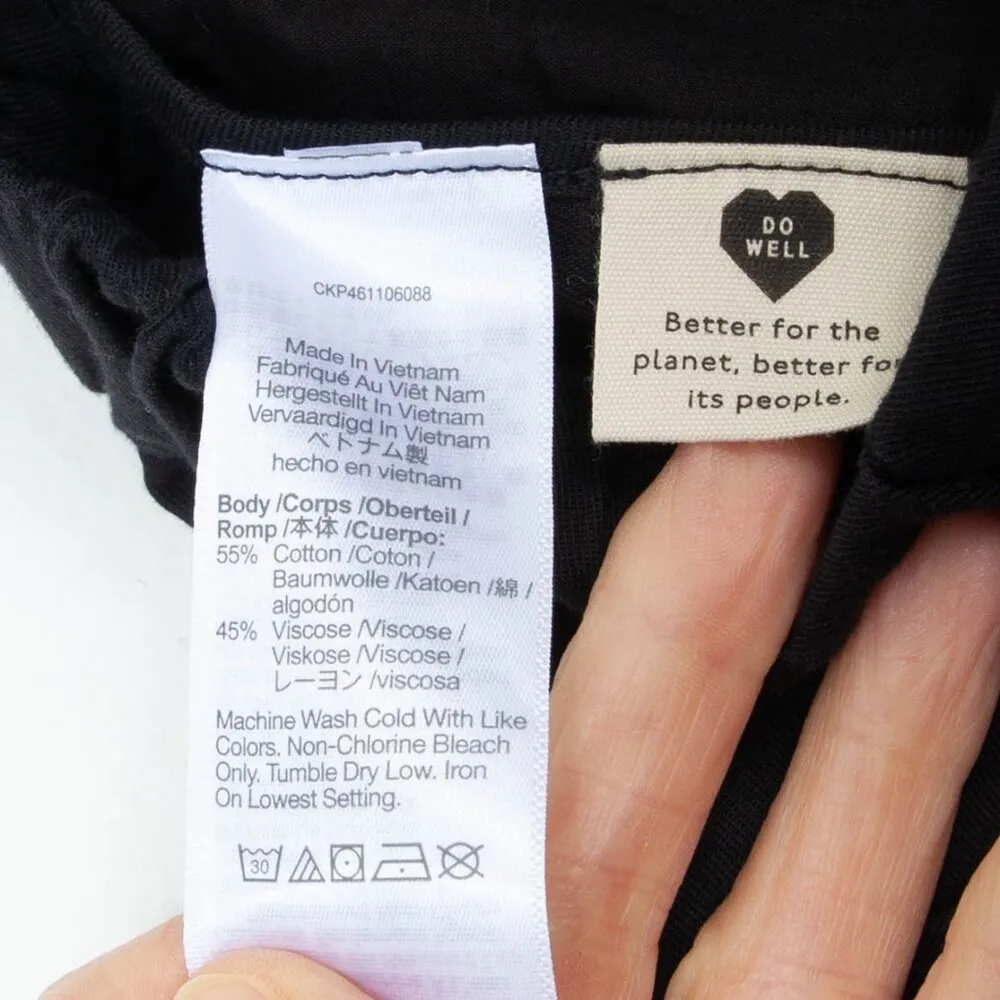 CKP461106088
Made In Vietnam
Fabriqué Au Viêt Nam
Hergestellt In Vietnam
Vervaardigd In Vietnam
ベトナム製
hecho en vietnam
Body /Corps /Oberteil /
Romp /本体 /Cuerpo:
55% Cotton /Coton /
Baumwolle /Katoen /綿 /
algodón
45% Viscose /Viscose /
Viskose /Viscose /
レーヨン /viscosa
Machine Wash Cold With Like
Colors. Non-Chlorine Bleach
Only. Tumble Dry Low. Iron
On Lowest Setting.
30
DO
WELL
Better for the
planet, better for
its people.